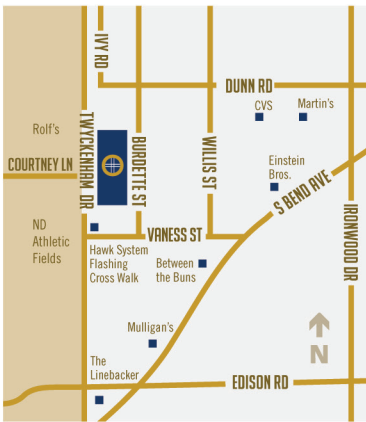 IVY RD
DUNN RD
CVS
Martin's
Rolf's
TWYCKENHAM DR
BURDETTE ST
WILLIS ST
COURTNEY LN
Einstein
Bros.
S BEND AVE
IRONWOOD DR
ND
Athletic
Fields
VANESS ST
Hawk System
Flashing
Cross Walk
Between
the Buns
Mulligan's
N
The
Linebacker
EDISON RD